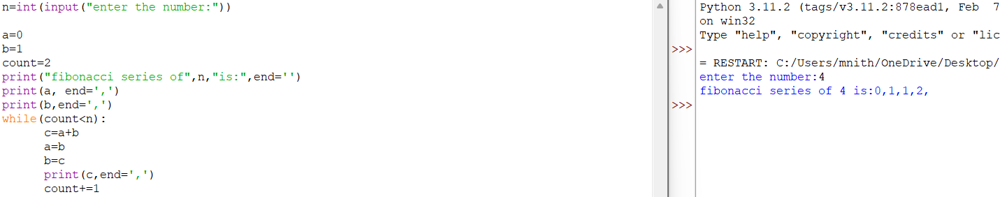 n=int(input("enter the number:"))
a=0
b=1
count=2
print("fibonacci series of",n,"is:",end='')
print(a, end=',')
print(b,end=',')
while(count<n):
      c=a+b
      a=b
      b=c
      print(c,end=',')
      count+=1
Python 3.11.2 (tags/v3.11.2:878ead1, Feb  7
on win32
Type "help", "copyright", "credits" or "lic
>>>
= RESTART: C:/Users/mnith/OneDrive/Desktop/
enter the number:4
fibonacci series of 4 is:0,1,1,2,
>>>